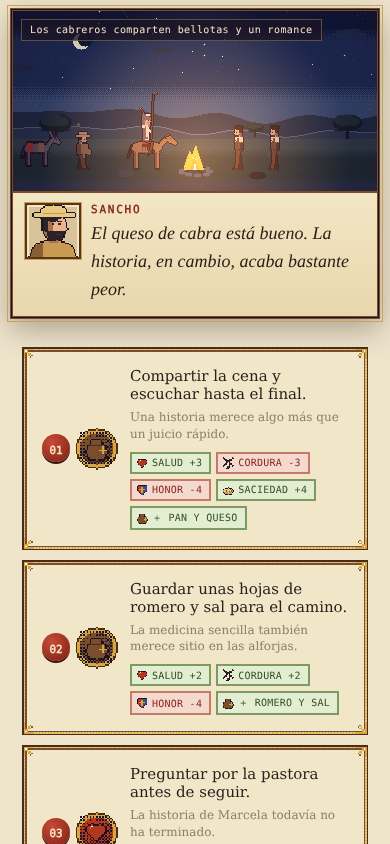 Los cabreros comparten bellotas y un romance
SANCHO
El queso de cabra está bueno. La
historia, en cambio, acaba bastante
peor.
01
Compartir la cena y
escuchar hasta el final.
Una historia merece algo más que
un juicio rápido.
SALUD +3 CORDURA -3
HONOR -4 SACIEDAD +4
+ PAN Y QUESO
02
Guardar unas hojas de
romero y sal para el camino.
La medicina sencilla también
merece sitio en las alforjas.
SALUD +2 CORDURA +2
HONOR -4 + ROMERO Y SAL
03
Preguntar por la pastora
antes de seguir.
La historia de Marcela todavía no
ha terminado.